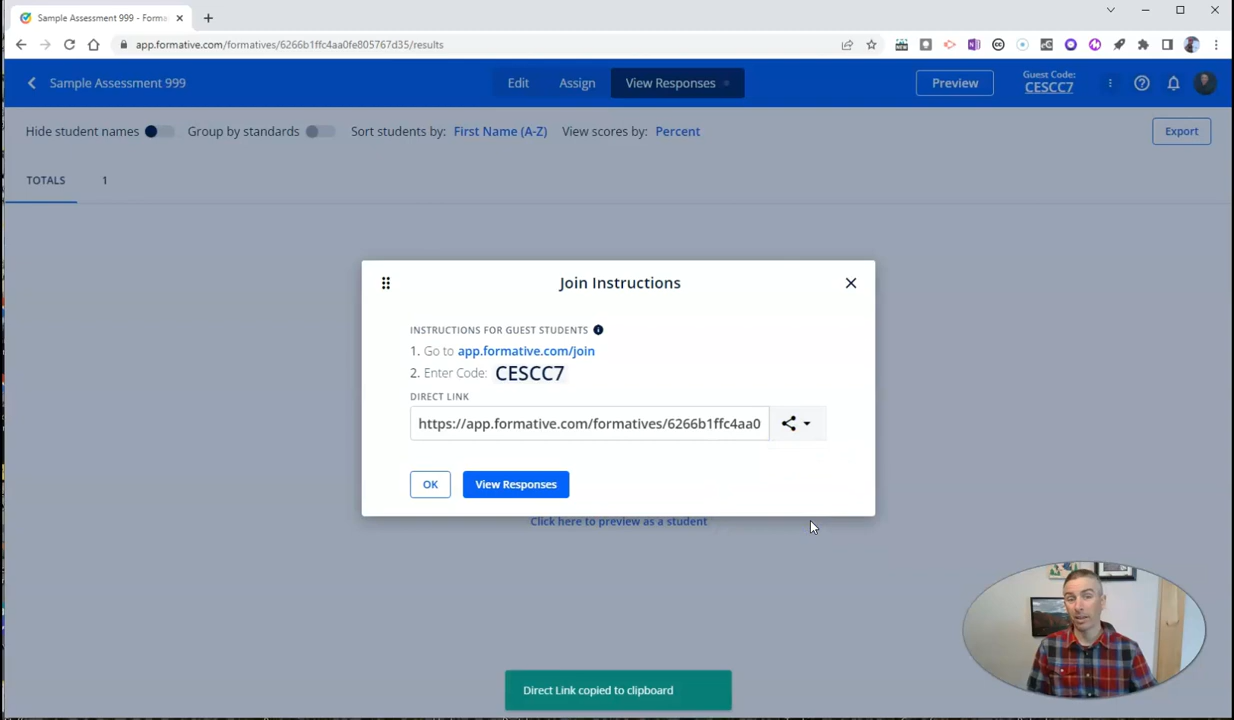 Sample Assessment 999 - Forma
app.formative.com/formatives/6266b1ffc4aa0fe805767d35/results
Sample Assessment 999
Edit
Assign
View Responses
Preview
Guest Code:
CESCC7
Hide student names
Group by standards
Sort students by: First Name (A-Z)
View scores by: Percent
Export
TOTALS
1
Join Instructions
INSTRUCTIONS FOR GUEST STUDENTS
1. Go to app.formative.com/join
2. Enter Code: CESCC7
DIRECT LINK
https://app.formative.com/formatives/6266b1ffc4aa0
OK
View Responses
Click here to preview as a student
Direct Link copied to clipboard